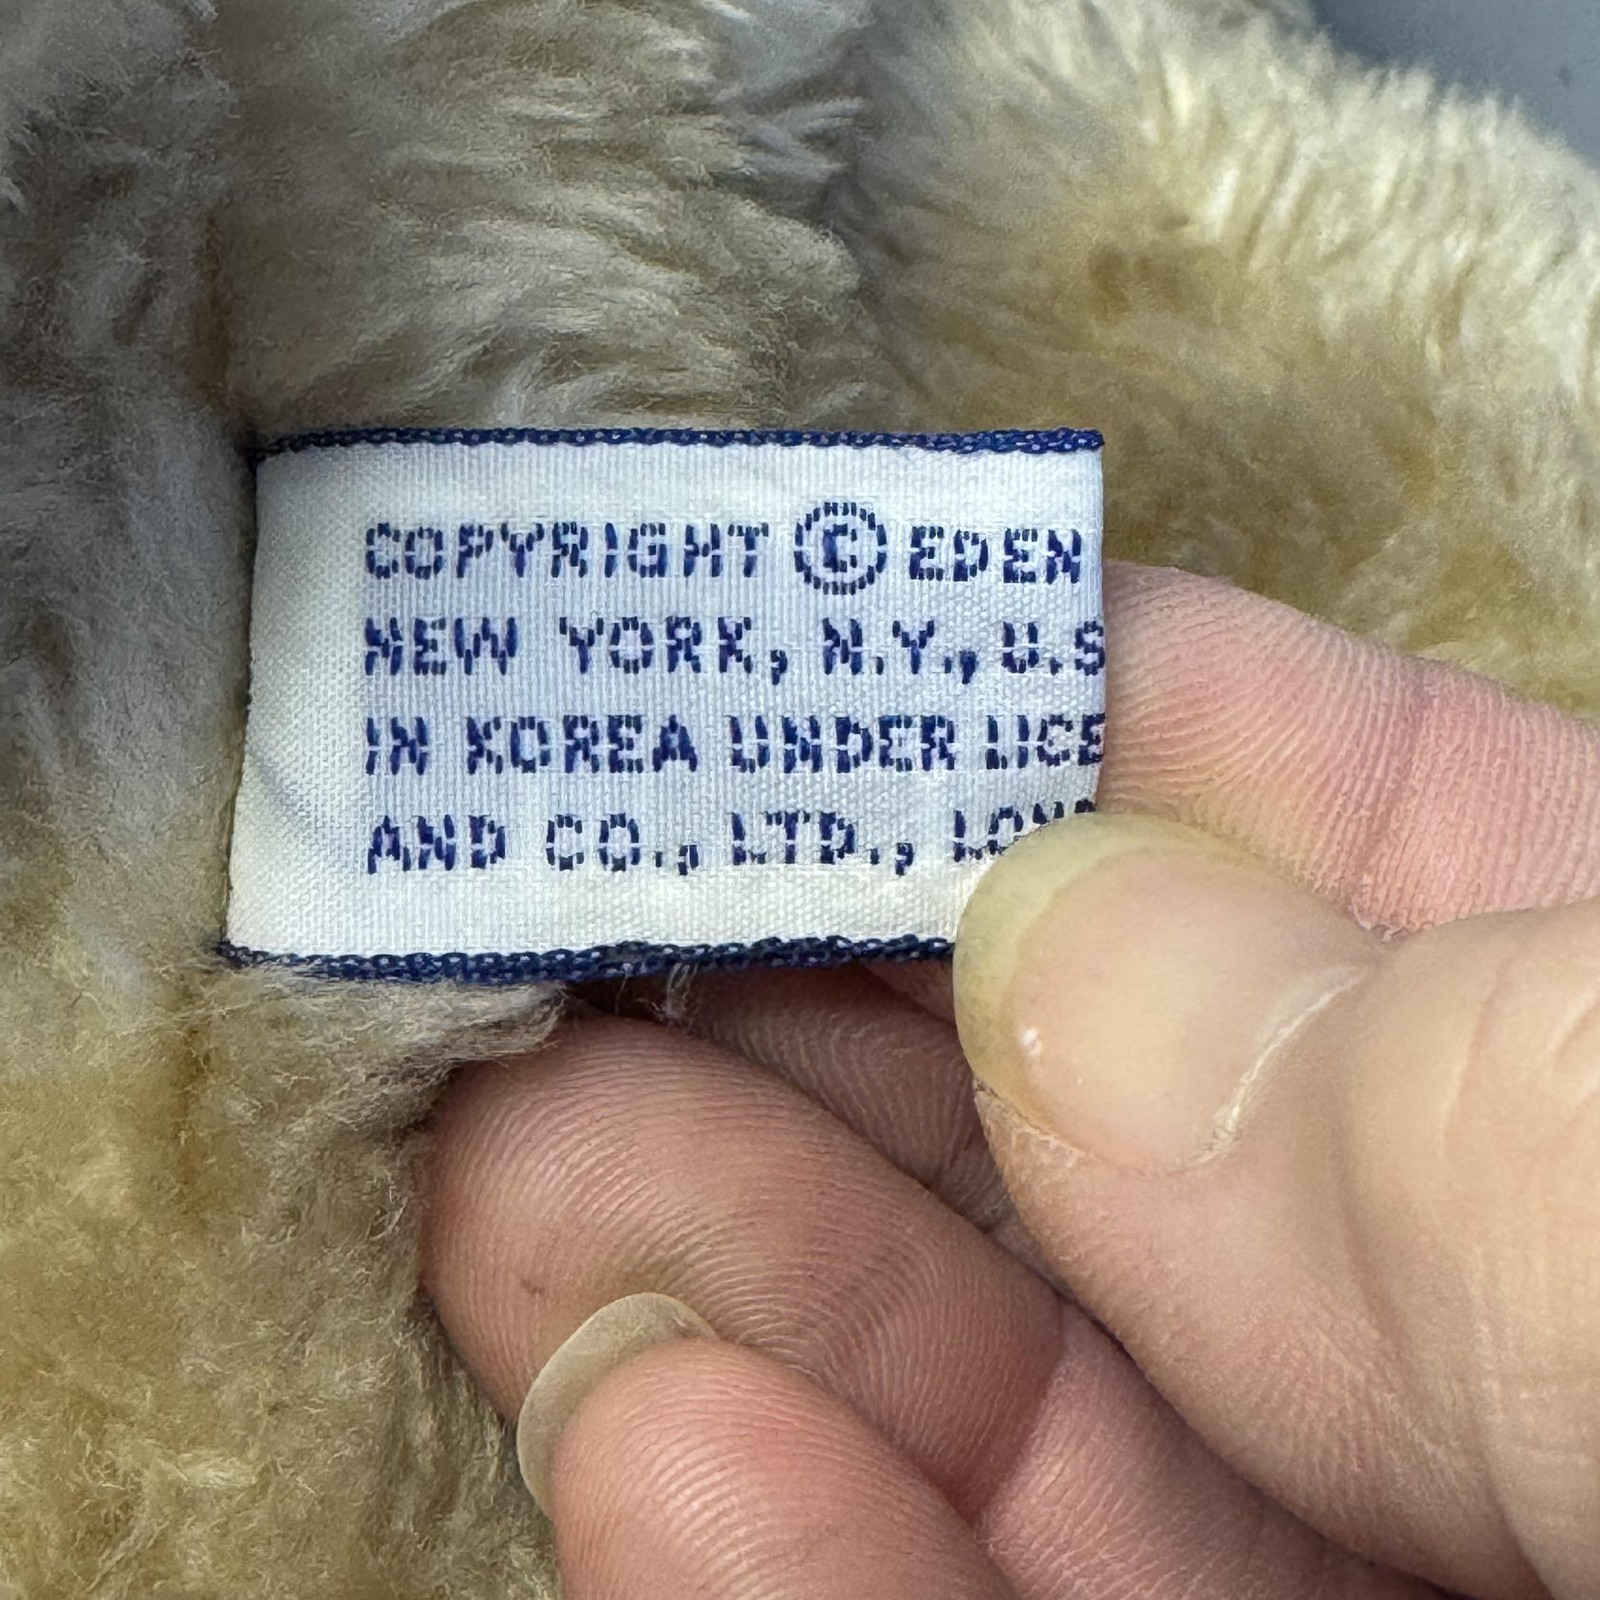 COPYRIGHT © EDEN
NEW YORK, N.Y., U.S
IN KOREA UNDER LICE
AND CO., LTD.,